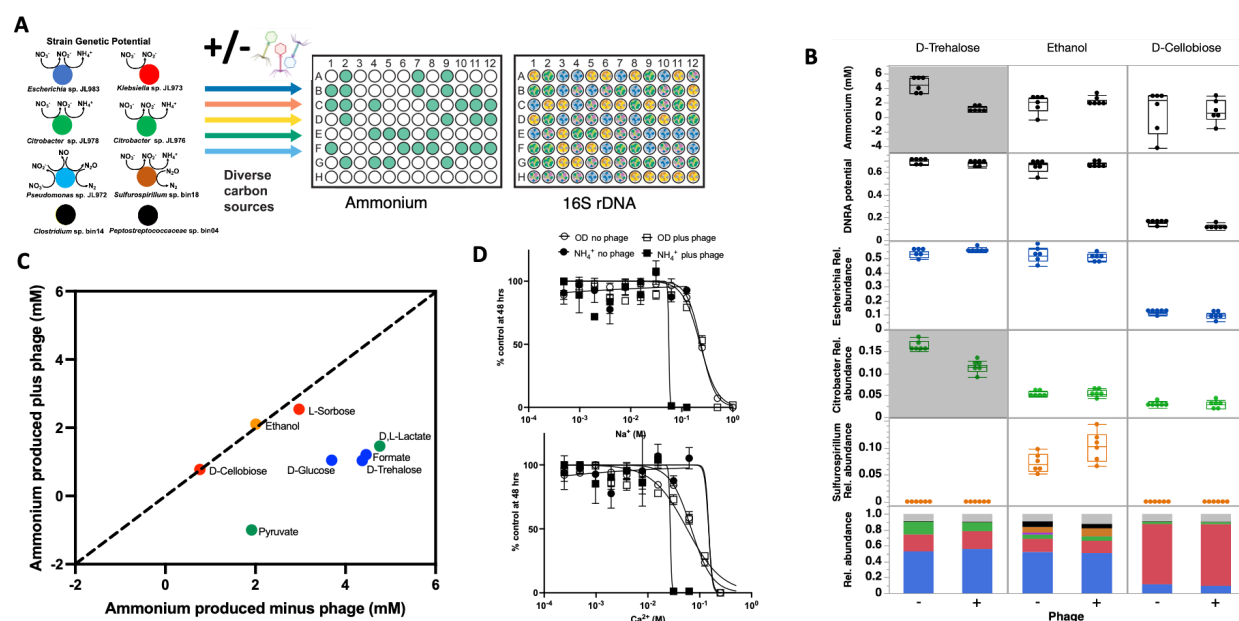 A
Strain Genetic Potential
NO₃⁻ NO₂⁻ NH₄⁺
NO₃⁻ NO₂⁻
Escherichia sp. JL983
Klebsiella sp. JL973
NO₃⁻ NO₂⁻ NH₄⁺
NO₃⁻ NO₂⁻ NH₄⁺
Citrobacter sp. JL978
Citrobacter sp. JL976
NO
NO₂⁻ N₂O
NO₃⁻ N₂
NO₃⁻ NO₂⁻ NH₄⁺
N₂O
N₂
Pseudomonas sp. JL972
Sulfurospirillum sp. bin18
Clostridium sp. bin14
Peptostreptococcaceae sp. bin04
+/-
Diverse
carbon
sources
1 2 3 4 5 6 7 8 9 10 11 12
A
B
C
D
E
F
G
H
Ammonium
1 2 3 4 5 6 7 8 9 10 11 12
A
B
C
D
E
F
G
H
16S rDNA
B
D-Trehalose Ethanol D-Cellobiose
Ammonium (mM)
6
4
2
0
-2
-4
DNRA potential
0.6
0.4
0.2
0
Escherichia Rel.
abundance
0.5
0.4
0.3
0.2
0.1
0
Citrobacter Rel.
abundance
0.15
0.10
0.05
0
Sulfurospirillum
Rel. abundance
0.10
0.05
0
Rel. abundance
1.0
0.8
0.6
0.4
0.2
0
- + - + - +
Phage
C
Ammonium produced plus phage (mM)
6
4
2
0
-2
L-Sorbose
Ethanol
D,L-Lactate
Formate
D-Glucose
D-Trehalose
D-Cellobiose
Pyruvate
-2 0 2 4 6
Ammonium produced minus phage (mM)
D
OD no phage OD plus phage
NH₄⁺ no phage NH₄⁺ plus phage
% control at 48 hrs
100
50
0
10⁻⁴ 10⁻³ 10⁻² 10⁻¹ 10⁰
Na⁺ (M)
% control at 48 hrs
100
50
0
10⁻⁴ 10⁻³ 10⁻² 10⁻¹ 10⁰
Ca²⁺ (M)